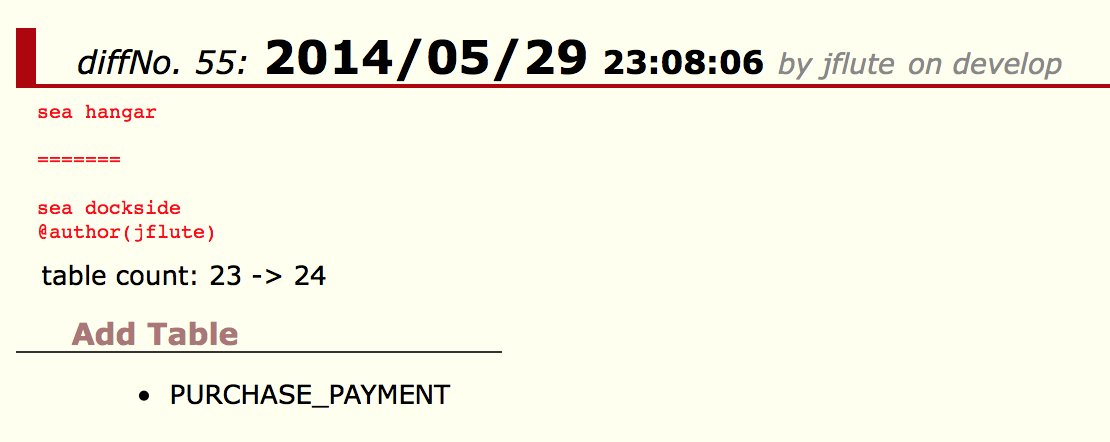 diffNo. 55: 2014/05/29 23:08:06 by jflute on develop
sea hangar
=======
sea dockside
@author(jflute)
table count: 23 -> 24
Add Table
• PURCHASE_PAYMENT